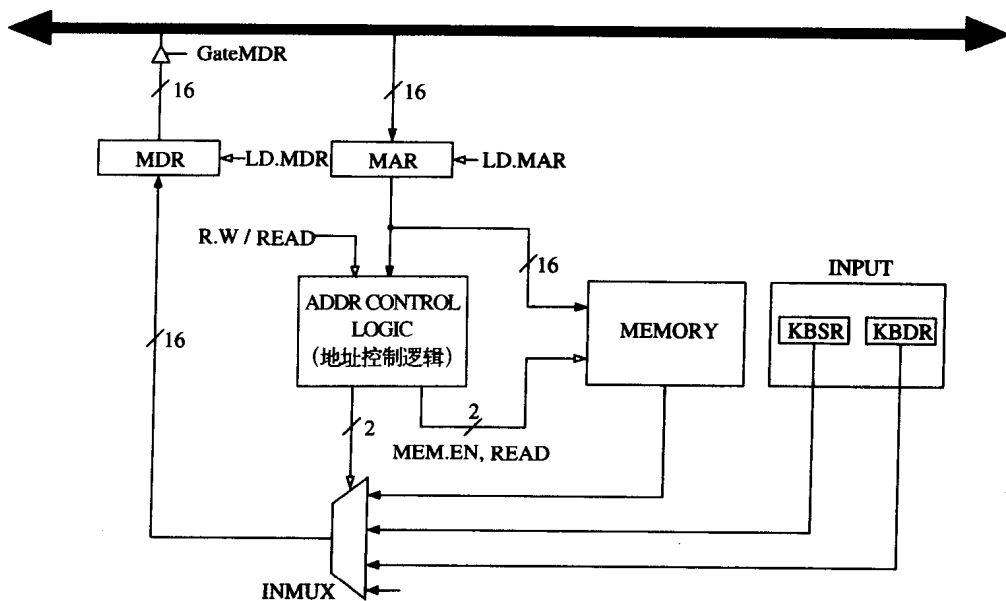 GateMDR
16
16
MDR
LD.MDR
MAR
LD.MAR
R.W / READ
16
INPUT
ADDR CONTROL
LOGIC
(地址控制逻辑)
MEMORY
KBSR
KBDR
16
2
2
MEM.EN, READ
INMUX